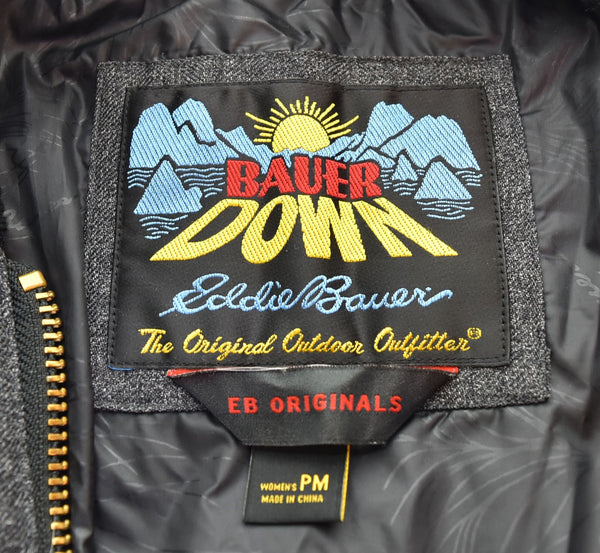 BAUER
DOWN
Eddie Bauer
The Original Outdoor Outfitter®
EB ORIGINALS
WOMEN'S PM
MADE IN CHINA